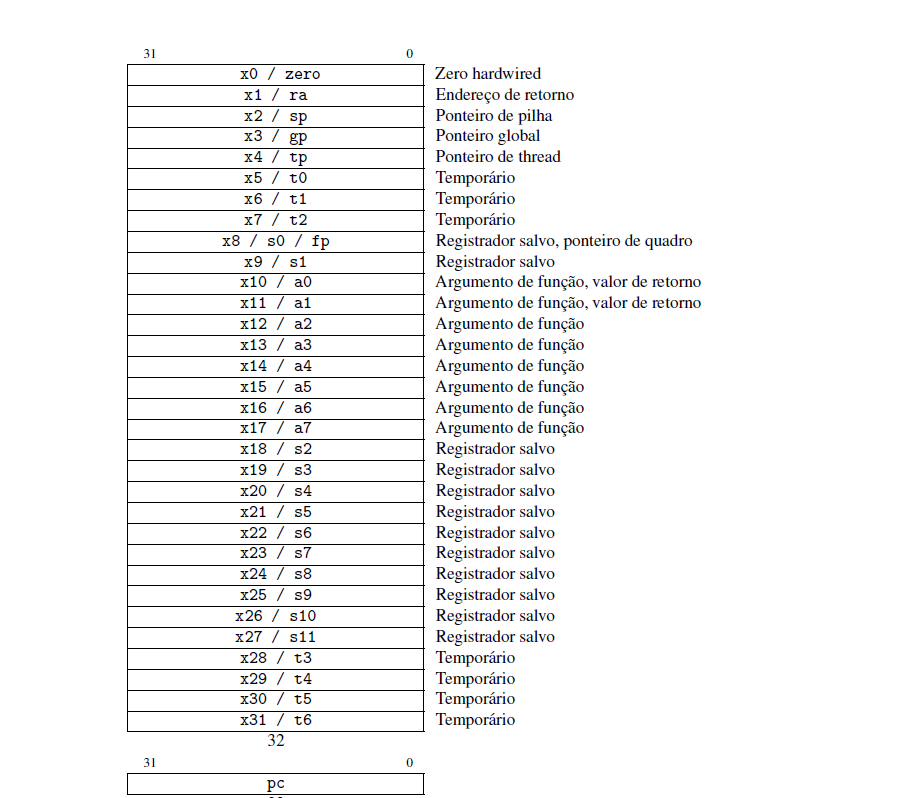 31 0
x0 / zero Zero hardwired
x1 / ra Endereço de retorno
x2 / sp Ponteiro de pilha
x3 / gp Ponteiro global
x4 / tp Ponteiro de thread
x5 / t0 Temporário
x6 / t1 Temporário
x7 / t2 Temporário
x8 / s0 / fp Registrador salvo, ponteiro de quadro
x9 / s1 Registrador salvo
x10 / a0 Argumento de função, valor de retorno
x11 / a1 Argumento de função, valor de retorno
x12 / a2 Argumento de função
x13 / a3 Argumento de função
x14 / a4 Argumento de função
x15 / a5 Argumento de função
x16 / a6 Argumento de função
x17 / a7 Argumento de função
x18 / s2 Registrador salvo
x19 / s3 Registrador salvo
x20 / s4 Registrador salvo
x21 / s5 Registrador salvo
x22 / s6 Registrador salvo
x23 / s7 Registrador salvo
x24 / s8 Registrador salvo
x25 / s9 Registrador salvo
x26 / s10 Registrador salvo
x27 / s11 Registrador salvo
x28 / t3 Temporário
x29 / t4 Temporário
x30 / t5 Temporário
x31 / t6 Temporário
32
31 0
pc